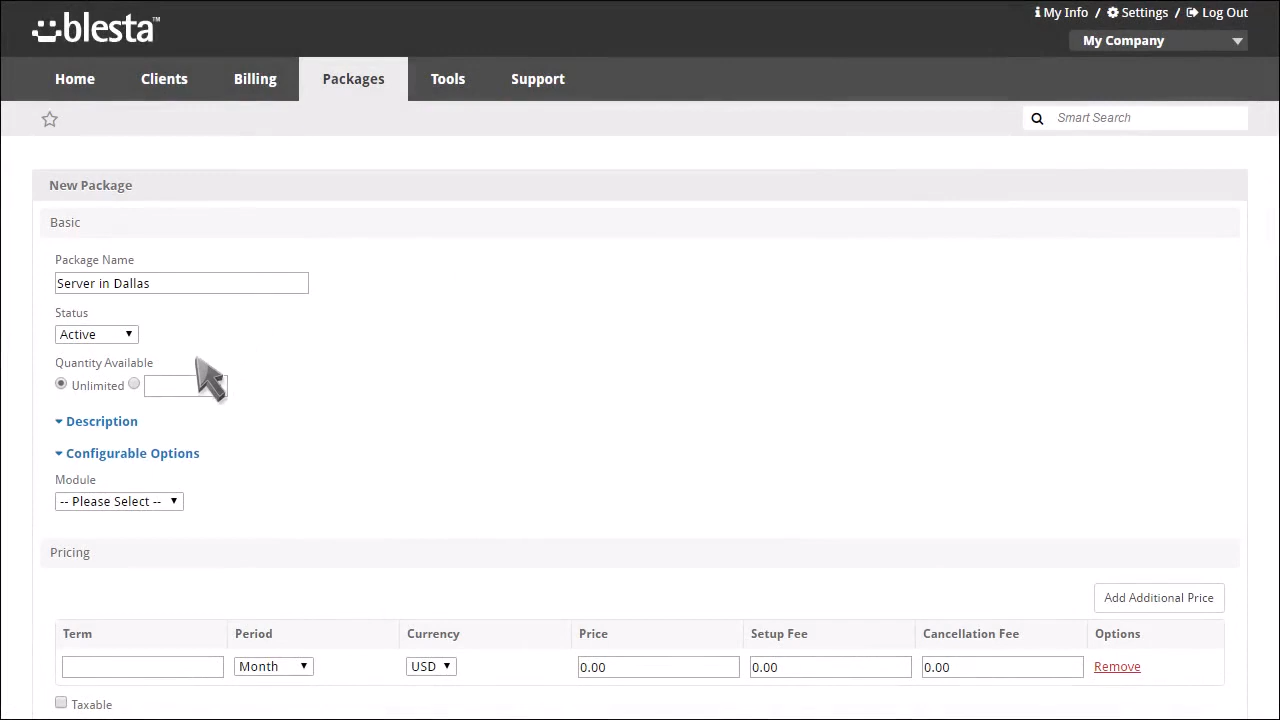 blesta™
My Info / Settings / Log Out
My Company
Home Clients Billing Packages Tools Support
Smart Search
New Package
Basic
Package Name
Server in Dallas
Status
Active
Quantity Available
Unlimited
Description
Configurable Options
Module
-- Please Select --
Pricing
Add Additional Price
Term Period Currency Price Setup Fee Cancellation Fee Options
Month USD 0.00 0.00 0.00 Remove
Taxable